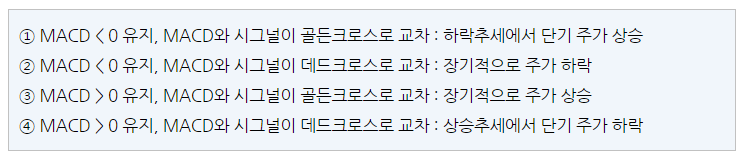 ① MACD < 0 유지, MACD와 시그널이 골든크로스로 교차 : 하락추세에서 단기 주가 상승
② MACD < 0 유지, MACD와 시그널이 데드크로스로 교차 : 장기적으로 주가 하락
③ MACD > 0 유지, MACD와 시그널이 골든크로스로 교차 : 장기적으로 주가 상승
④ MACD > 0 유지, MACD와 시그널이 데드크로스로 교차 : 상승추세에서 단기 주가 하락